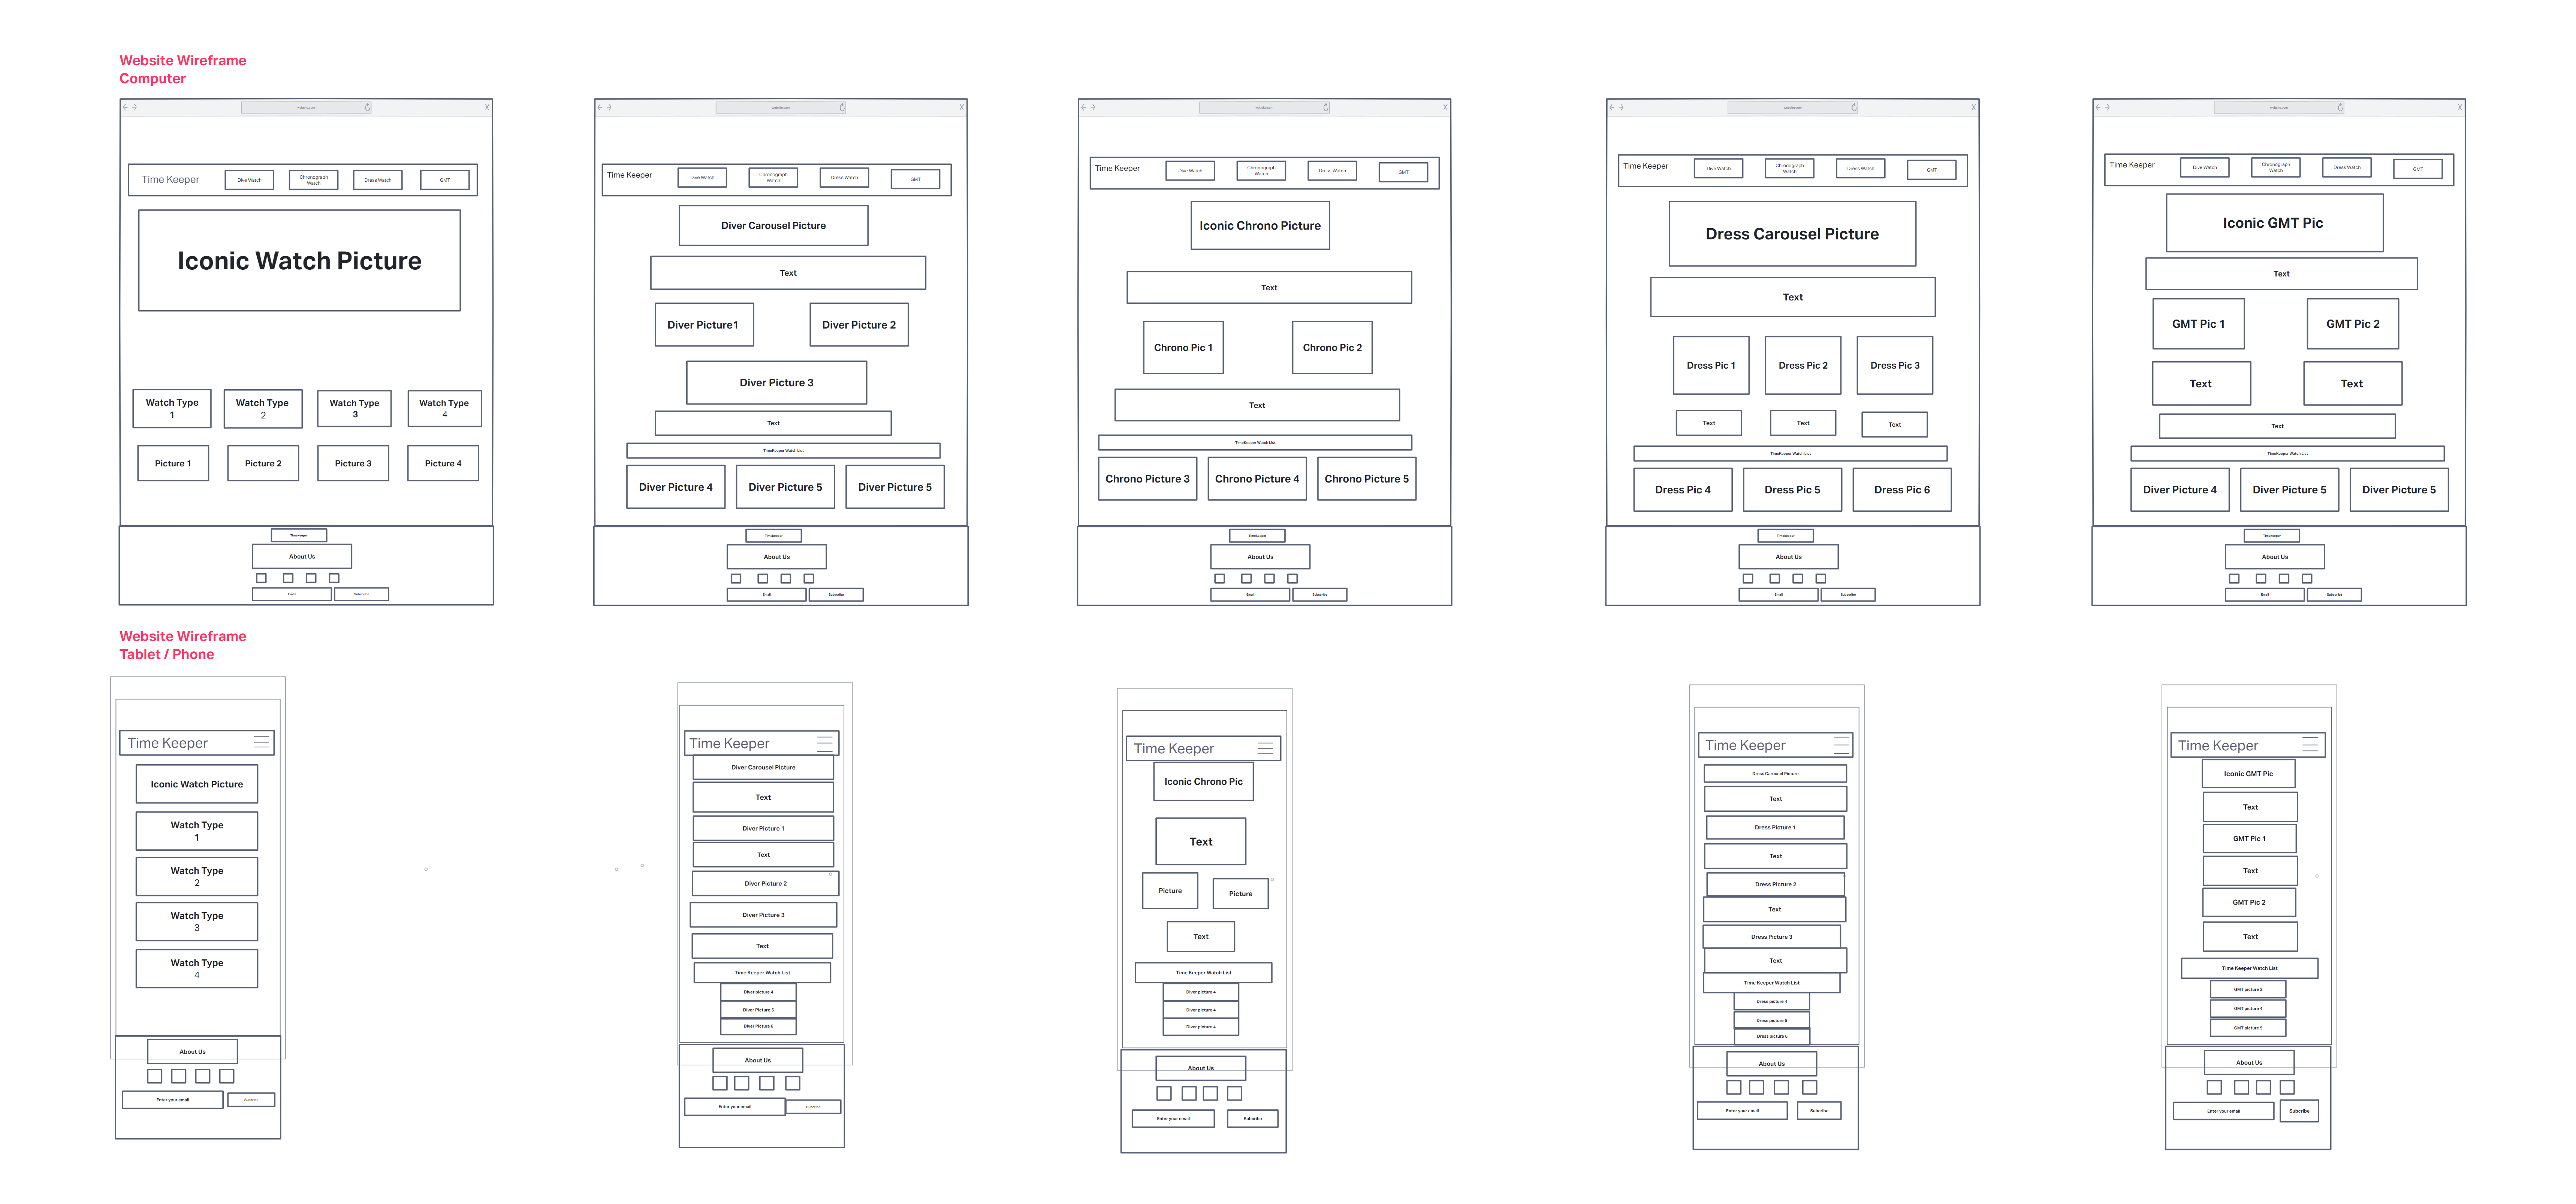 Website Wireframe
Computer
website.com
X
Time Keeper
Dive Watch
Chronograph
Watch
Dress Watch
GMT
Iconic Watch Picture
Watch Type
1
Watch Type
2
Watch Type
3
Watch Type
4
Picture 1
Picture 2
Picture 3
Picture 4
Timekeeper
About Us
Email
Subscribe
website.com
X
Time Keeper
Dive Watch
Chronograph
Watch
Dress Watch
GMT
Diver Carousel Picture
Text
Diver Picture1
Diver Picture 2
Diver Picture 3
Text
TimeKeeper Watch List
Diver Picture 4
Diver Picture 5
Diver Picture 5
Timekeeper
About Us
Email
Subscribe
website.com
X
Time Keeper
Dive Watch
Chronograph
Watch
Dress Watch
GMT
Iconic Chrono Picture
Text
Chrono Pic 1
Chrono Pic 2
Text
TimeKeeper Watch List
Chrono Picture 3
Chrono Picture 4
Chrono Picture 5
Timekeeper
About Us
Email
Subscribe
website.com
X
Time Keeper
Dive Watch
Chronograph
Watch
Dress Watch
GMT
Dress Carousel Picture
Text
Dress Pic 1
Dress Pic 2
Dress Pic 3
Text
Text
Text
TimeKeeper Watch List
Dress Pic 4
Dress Pic 5
Dress Pic 6
Timekeeper
About Us
Email
Subscribe
website.com
X
Time Keeper
Dive Watch
Chronograph
Watch
Dress Watch
GMT
Iconic GMT Pic
Text
GMT Pic 1
GMT Pic 2
Text
Text
Text
TimeKeeper Watch List
Diver Picture 4
Diver Picture 5
Diver Picture 5
Timekeeper
About Us
Email
Subscribe
Website Wireframe
Tablet / Phone
Time Keeper
Iconic Watch Picture
Watch Type
1
Watch Type
2
Watch Type
3
Watch Type
4
About Us
Enter your email
Subcribe
Time Keeper
Diver Carousel Picture
Text
Diver Picture 1
Text
Diver Picture 2
Diver Picture 3
Text
Time Keeper Watch List
Diver picture 4
Diver Picture 5
Diver Picture 6
About Us
Enter your email
Subcribe
Time Keeper
Iconic Chrono Pic
Text
Picture
Picture
Text
Time Keeper Watch List
Diver picture 4
Diver picture 4
Diver picture 4
About Us
Enter your email
Subcribe
Time Keeper
Dress Carousel Picture
Text
Dress Picture 1
Text
Dress Picture 2
Text
Dress Picture 3
Text
Time Keeper Watch List
Dress picture 4
Dress picture 5
Dress picture 6
About Us
Enter your email
Subcribe
Time Keeper
Iconic GMT Pic
Text
GMT Pic 1
Text
GMT Pic 2
Text
Time Keeper Watch List
GMT picture 3
GMT picture 4
GMT picture 5
About Us
Enter your email
Subcribe